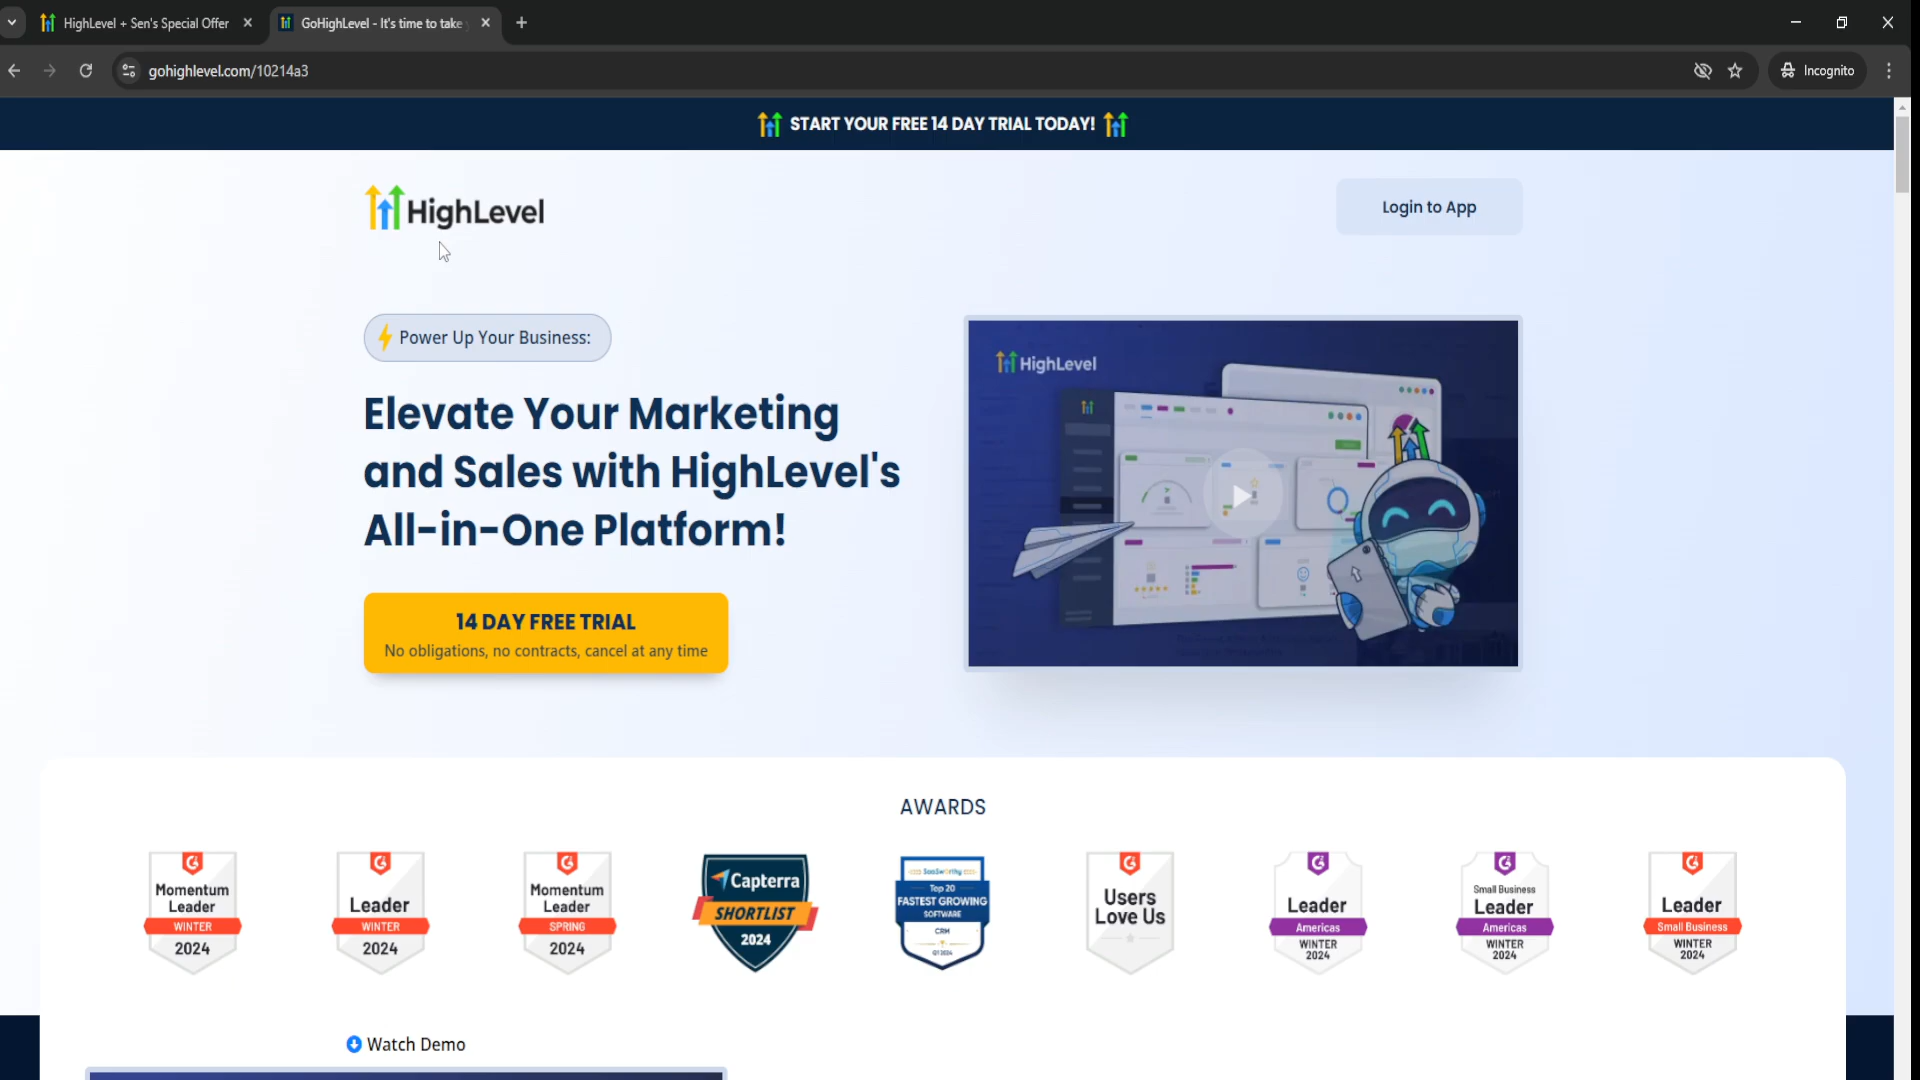 HighLevel + Sen's Special Offer
GoHighLevel - It's time to take
gohighlevel.com/10214a3
Incognito
START YOUR FREE 14 DAY TRIAL TODAY!
HighLevel
Login to App
Power Up Your Business:
Elevate Your Marketing
and Sales with HighLevel's
All-in-One Platform!
14 DAY FREE TRIAL
No obligations, no contracts, cancel at any time
HighLevel
AWARDS
Momentum
Leader
WINTER
2024
Leader
WINTER
2024
Momentum
Leader
SPRING
2024
Capterra
SHORTLIST
2024
SaaSworthy
Top 20
FASTEST GROWING
SOFTWARE
CRM
Q1 2024
Users
Love Us
Leader
Americas
WINTER
2024
Small Business
Leader
Americas
WINTER
2024
Leader
Small Business
WINTER
2024
Watch Demo